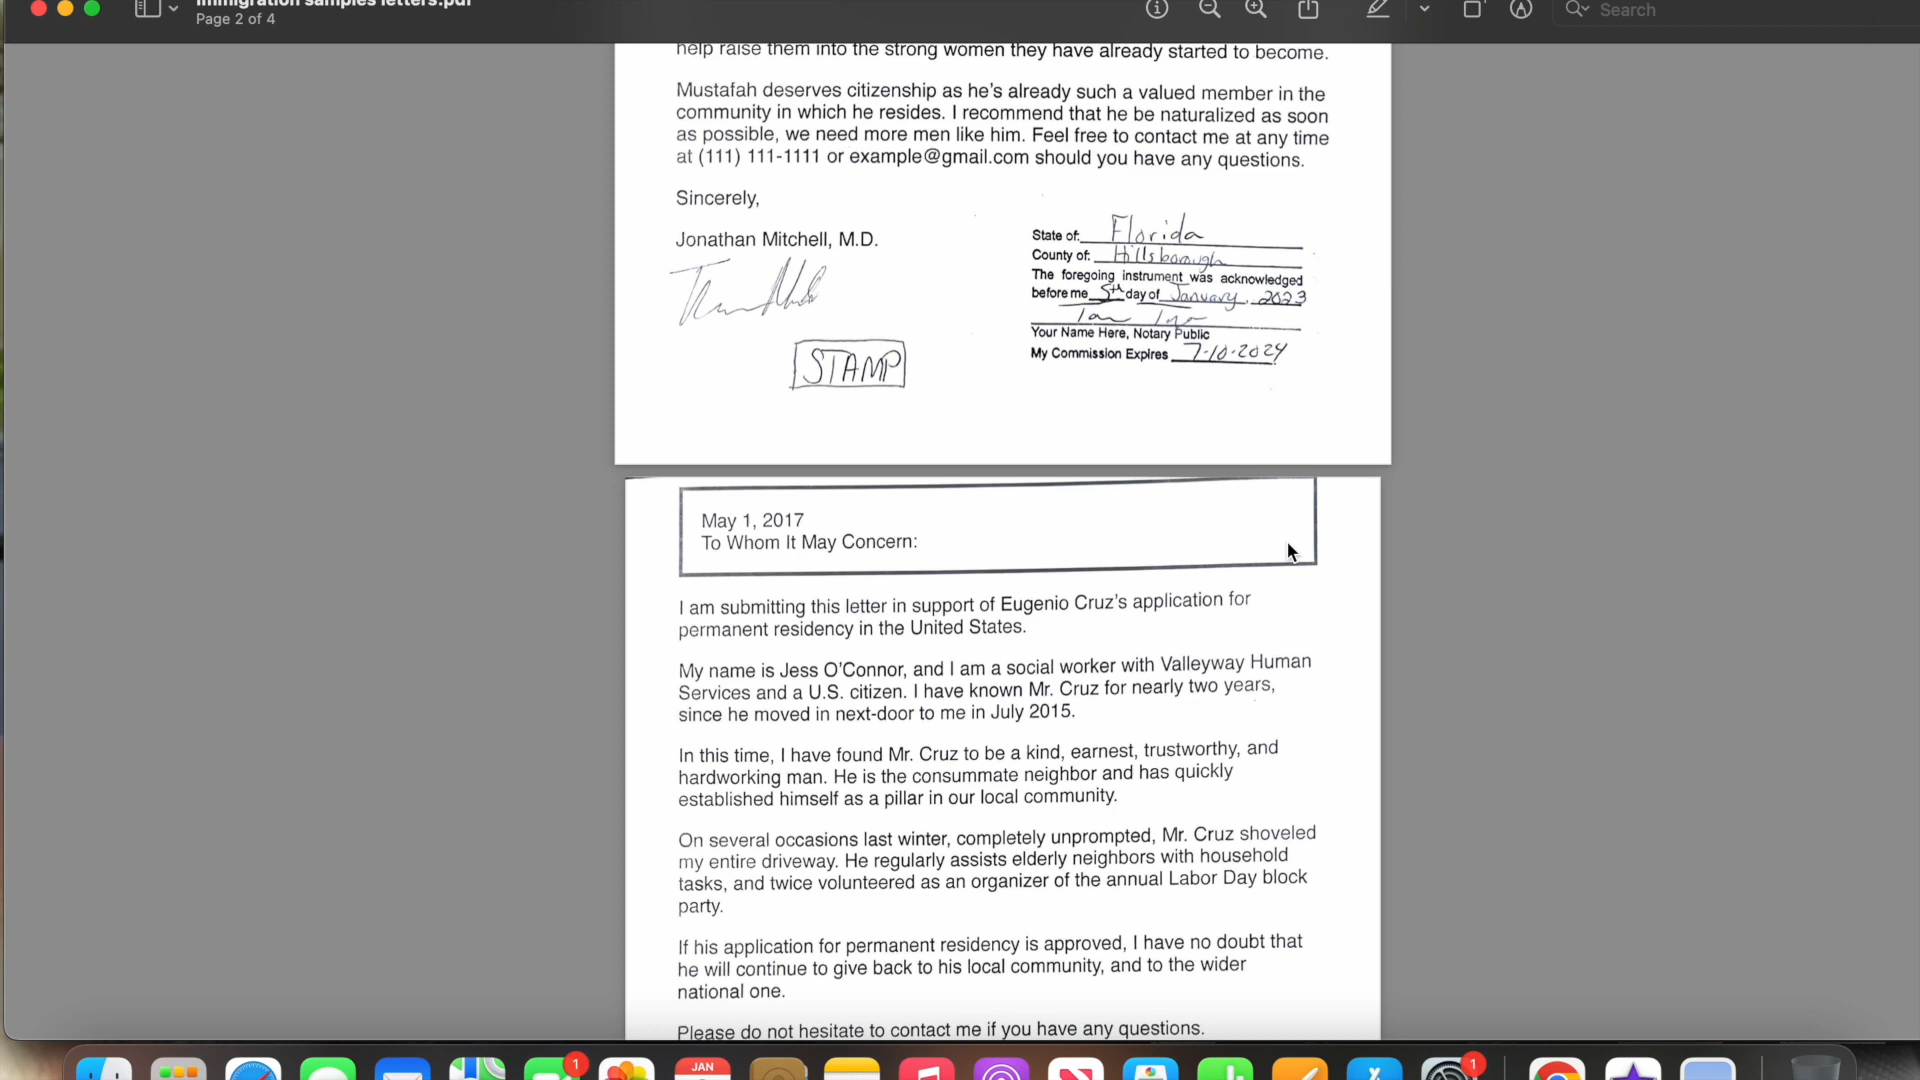 Immigration samples letters.pdf
Page 2 of 4
Search
help raise them into the strong women they have already started to become.
Mustafah deserves citizenship as he's already such a valued member in the
community in which he resides. I recommend that he be naturalized as soon
as possible, we need more men like him. Feel free to contact me at any time
at (111) 111-1111 or example@gmail.com should you have any questions.
Sincerely,
Jonathan Mitchell, M.D.
STAMP
State of: Florida
County of: Hillsborough
The foregoing instrument was acknowledged
before me 5th day of January, 2023
Your Name Here, Notary Public
My Commission Expires 7-10-2024
May 1, 2017
To Whom It May Concern:
I am submitting this letter in support of Eugenio Cruz's application for
permanent residency in the United States.
My name is Jess O'Connor, and I am a social worker with Valleyway Human
Services and a U.S. citizen. I have known Mr. Cruz for nearly two years,
since he moved in next-door to me in July 2015.
In this time, I have found Mr. Cruz to be a kind, earnest, trustworthy, and
hardworking man. He is the consummate neighbor and has quickly
established himself as a pillar in our local community.
On several occasions last winter, completely unprompted, Mr. Cruz shoveled
my entire driveway. He regularly assists elderly neighbors with household
tasks, and twice volunteered as an organizer of the annual Labor Day block
party.
If his application for permanent residency is approved, I have no doubt that
he will continue to give back to his local community, and to the wider
national one.
Please do not hesitate to contact me if you have any questions.
1
JAN
1